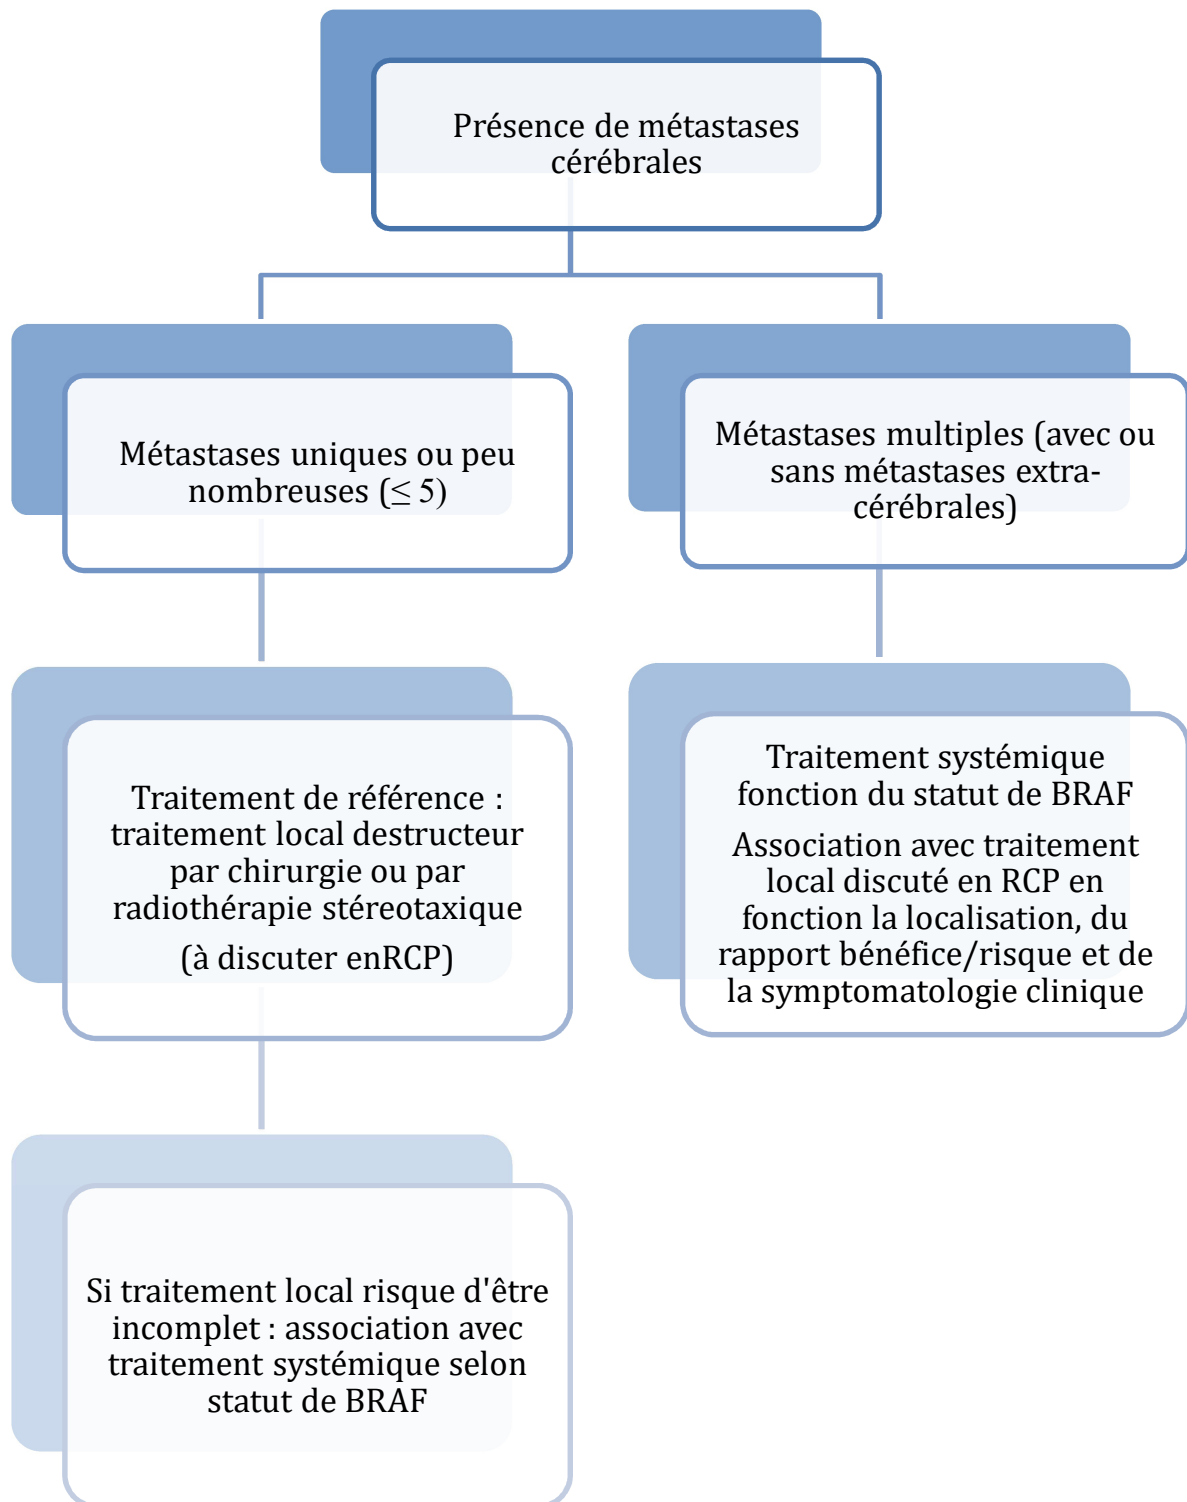 Présence de métastases
cérébrales
Métastases uniques ou peu
nombreuses (≤ 5)
Métastases multiples (avec ou
sans métastases extra-
cérébrales)
Traitement de référence :
traitement local destructeur
par chirurgie ou par
radiothérapie stéréotaxique
(à discuter enRCP)
Traitement systémique
fonction du statut de BRAF
Association avec traitement
local discuté en RCP en
fonction la localisation, du
rapport bénéfice/risque et de
la symptomatologie clinique
Si traitement local risque d'être
incomplet : association avec
traitement systémique selon
statut de BRAF